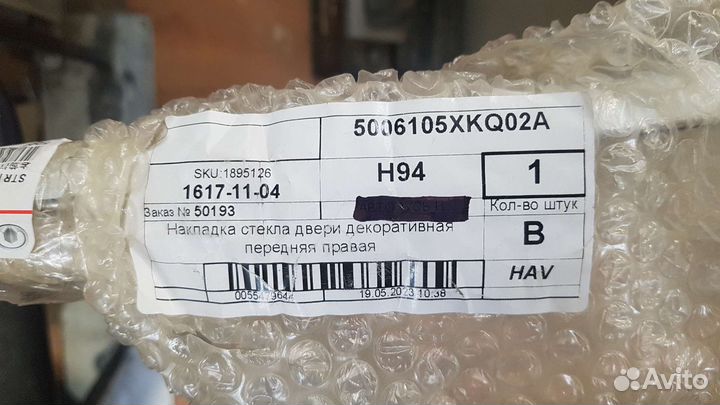 5006105XKQ02A
SKU:1895126
1617-11-04
H94
1
Заказ № 50193
Кол-во штук
Накладка стекла двери декоративная
передняя правая
B
HAV
19.05.2023 10:38
STR
Avito